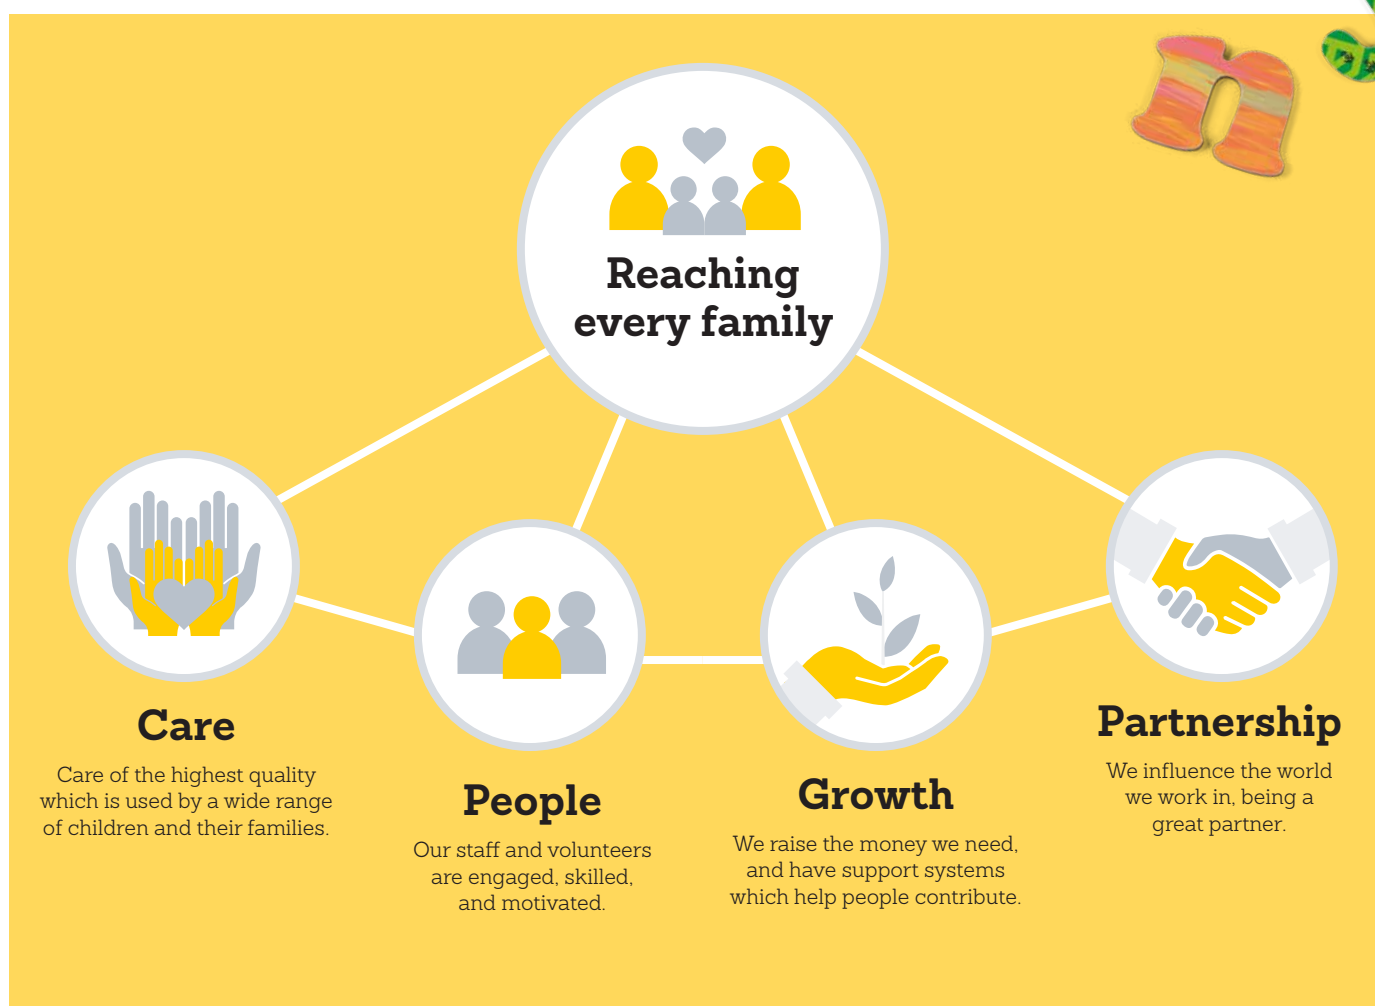 n
Reaching
every family
Care
Care of the highest quality
which is used by a wide range
of children and their families.
People
Our staff and volunteers
are engaged, skilled,
and motivated.
Growth
We raise the money we need,
and have support systems
which help people contribute.
Partnership
We influence the world
we work in, being a
great partner.